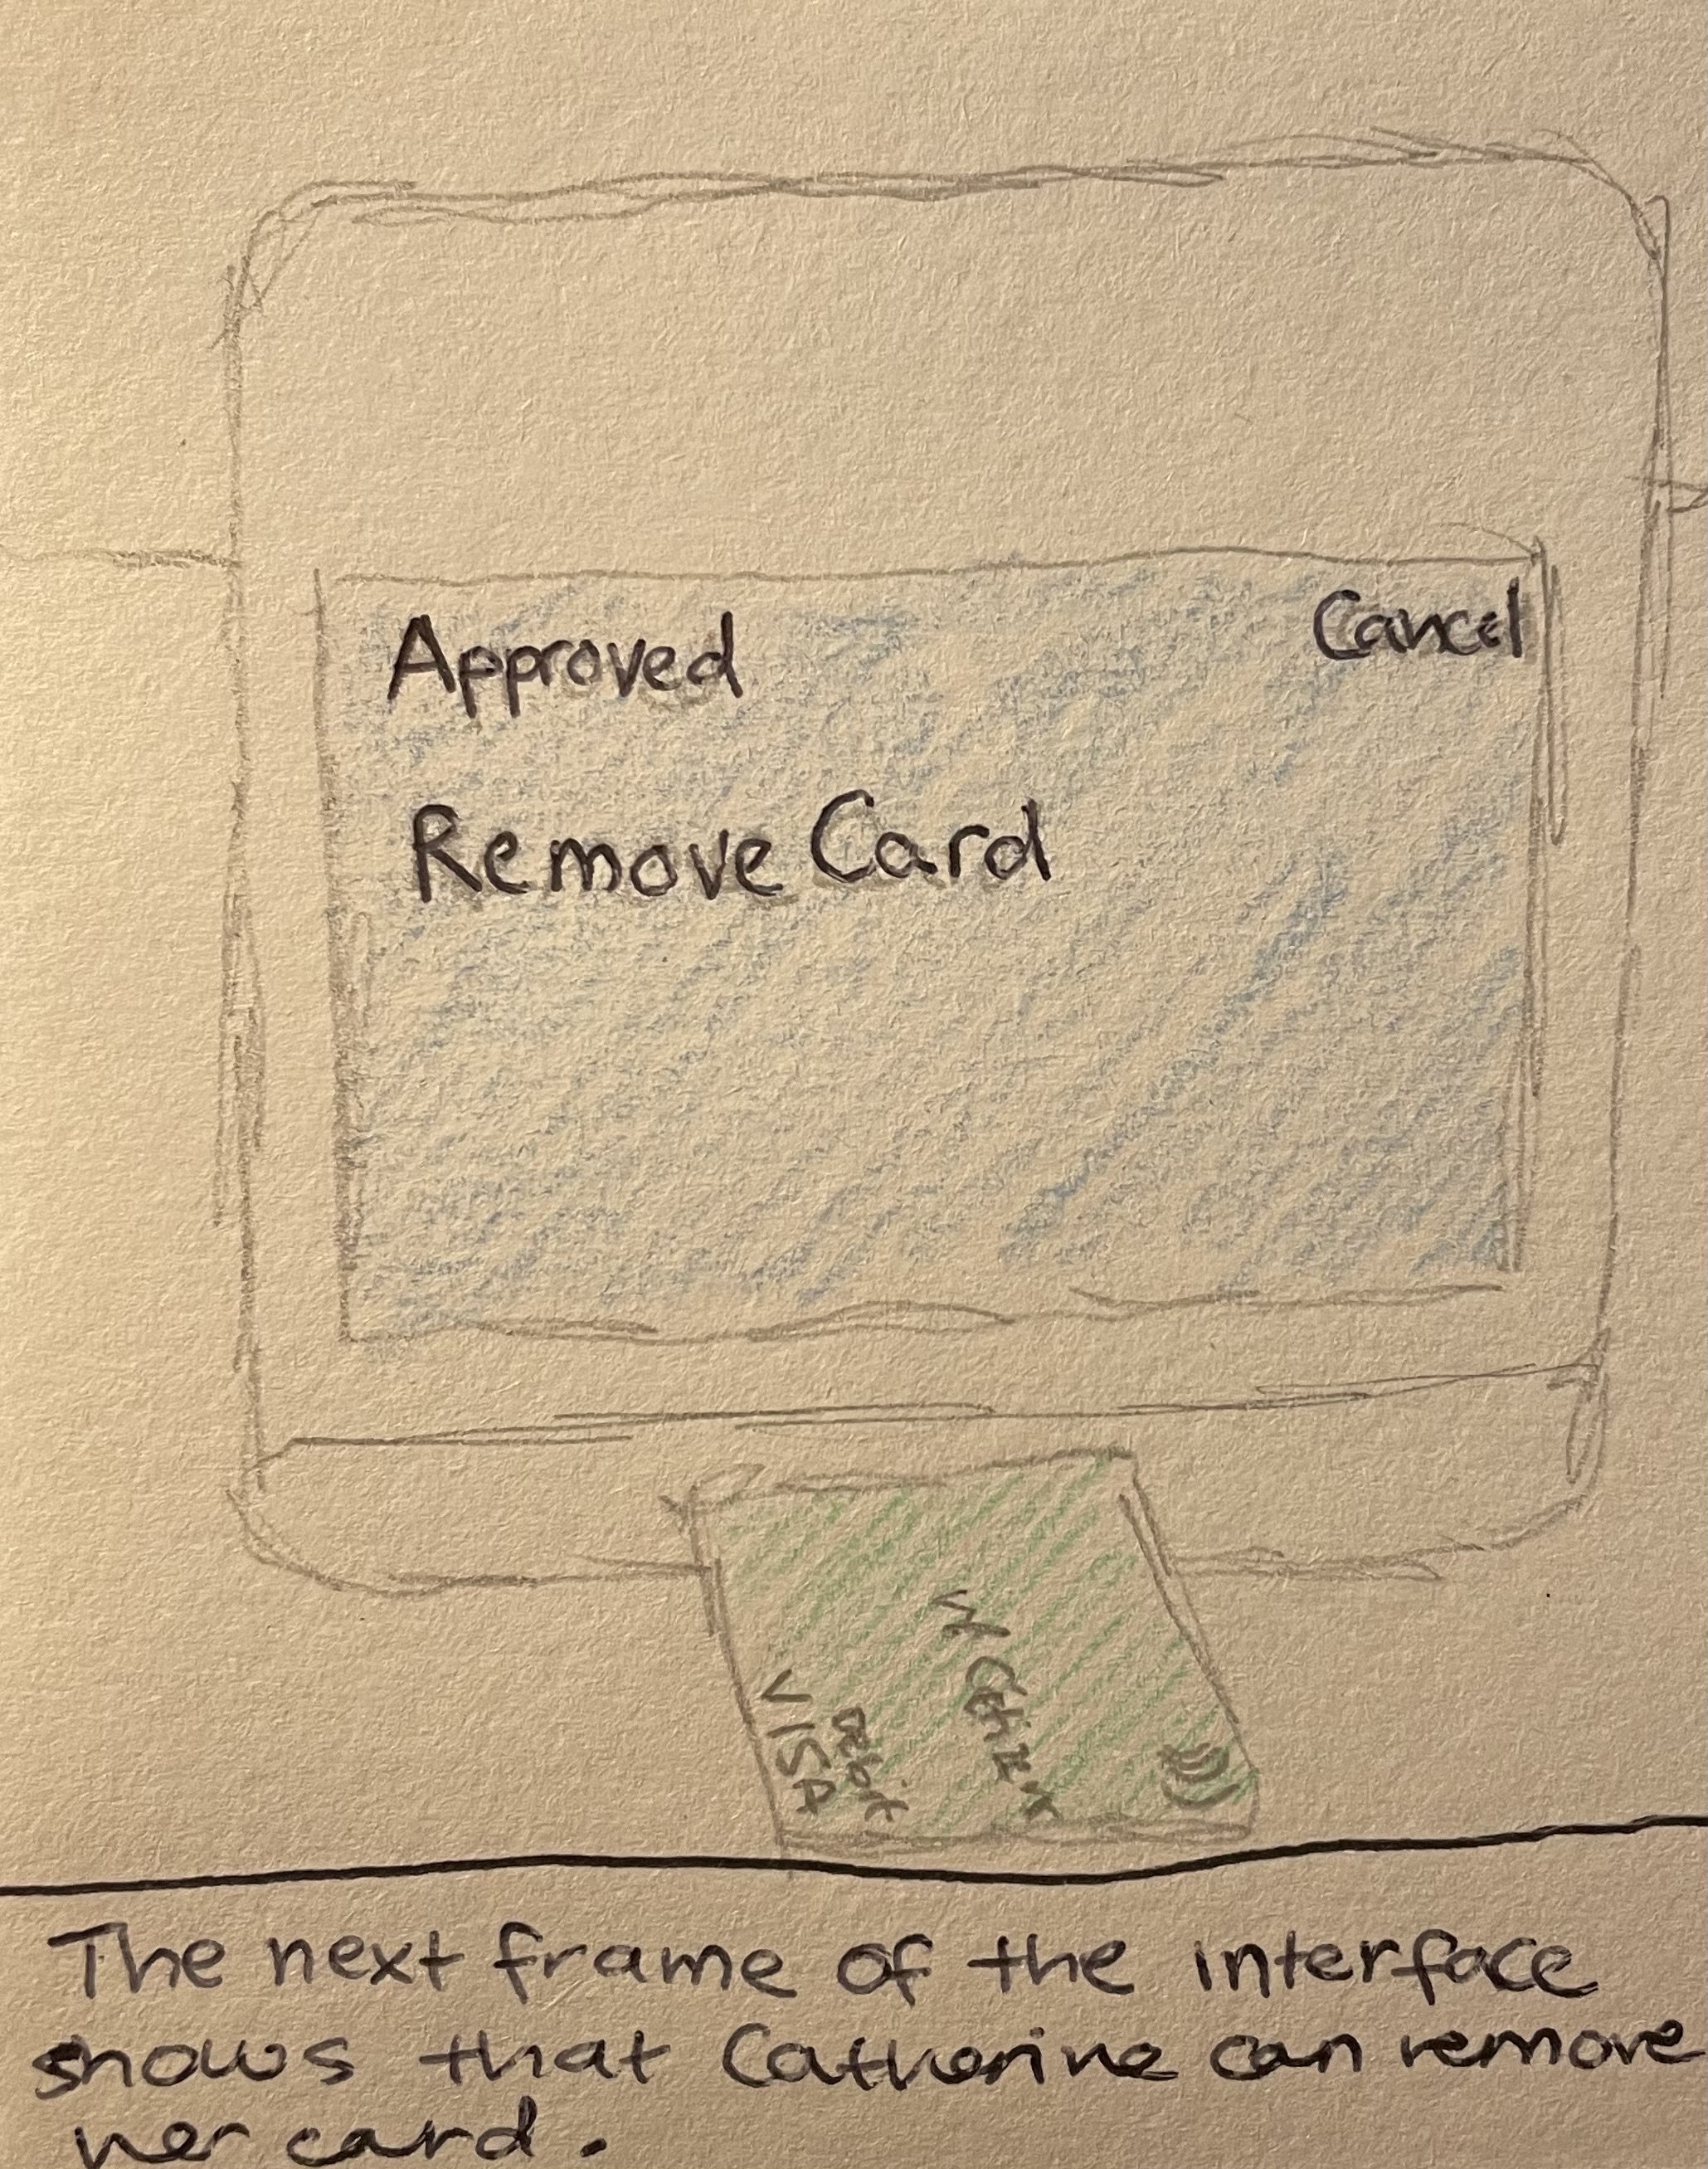 Approved
Cancel
Remove Card
Citizen
Debit
VISA
The next frame of the interface
shows that Catherine can remove
her card.